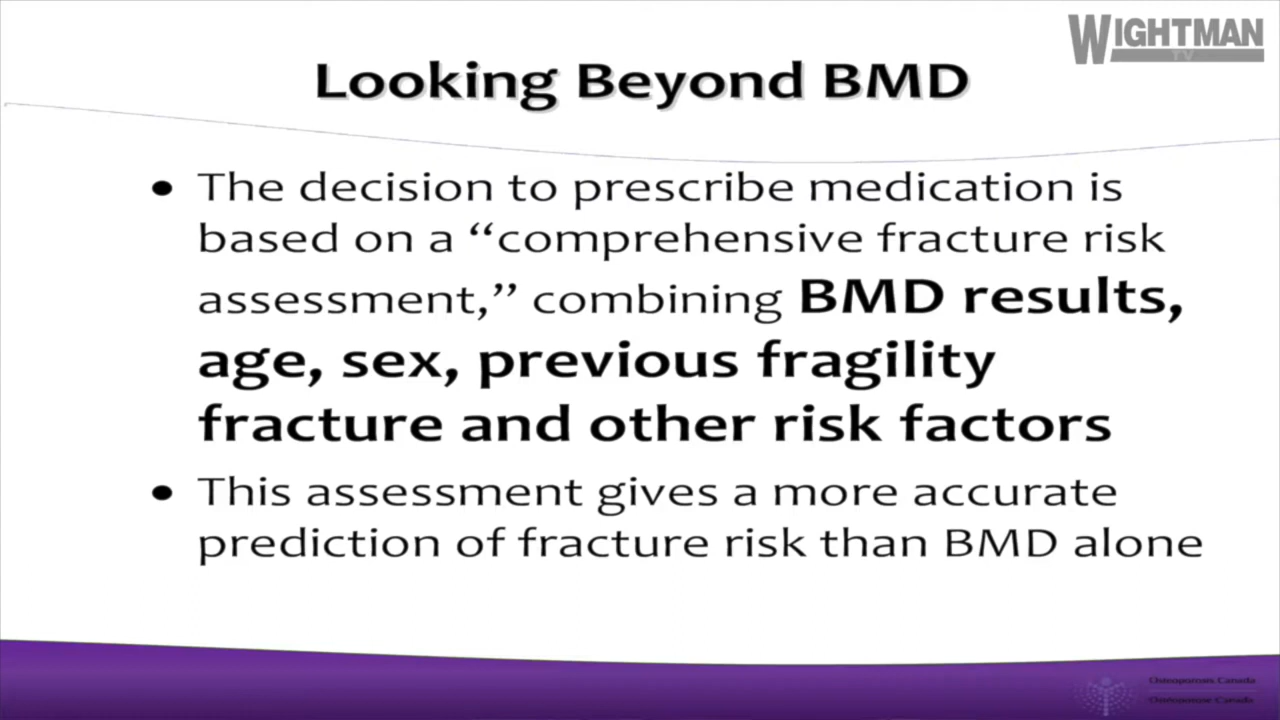 WIGHTMAN
TV
Looking Beyond BMD
• The decision to prescribe medication is
based on a “comprehensive fracture risk
assessment,” combining BMD results,
age, sex, previous fragility
fracture and other risk factors
• This assessment gives a more accurate
prediction of fracture risk than BMD alone
Osteoporosis Canada
Ostéoporose Canada